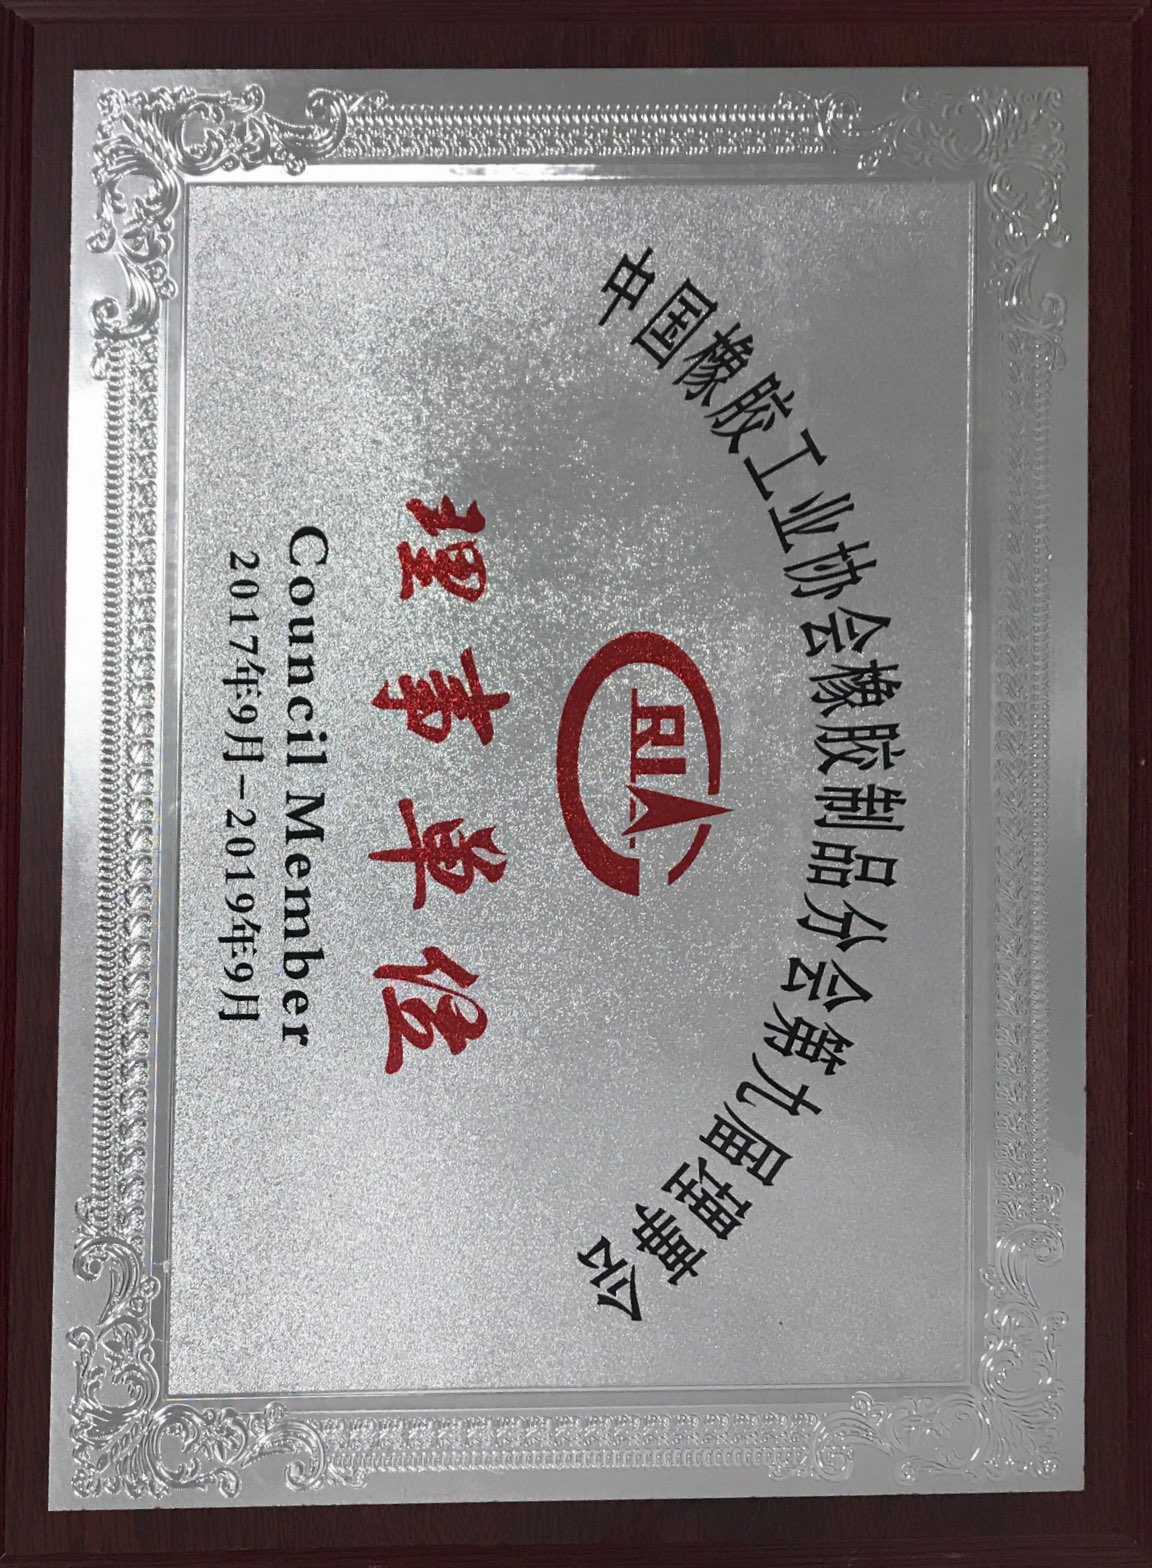 中国橡胶工业协会橡胶制品分会第九届理事会
CRIA
理事单位
Council Member
2017年9月-2019年9月